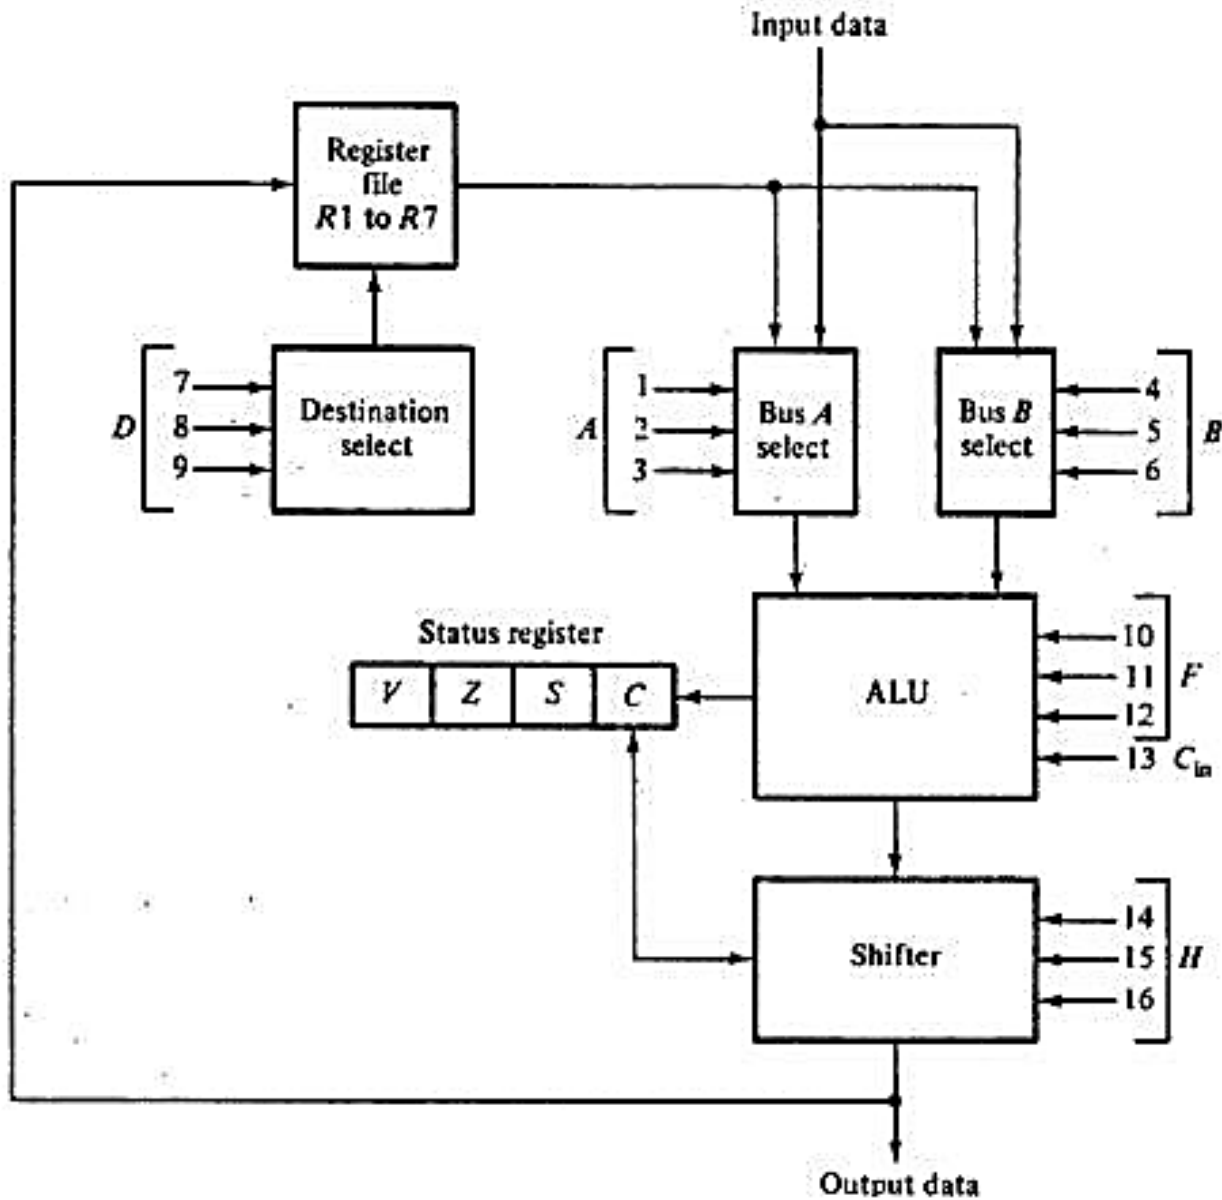 Input data
Register
file
R1 to R7
D
7
8
9
Destination
select
A
1
2
3
Bus A
select
Bus B
select
4
5
6
B
Status register
V Z S C
ALU
10
11
12
F
13 Cin
Shifter
14
15
16
H
Output data